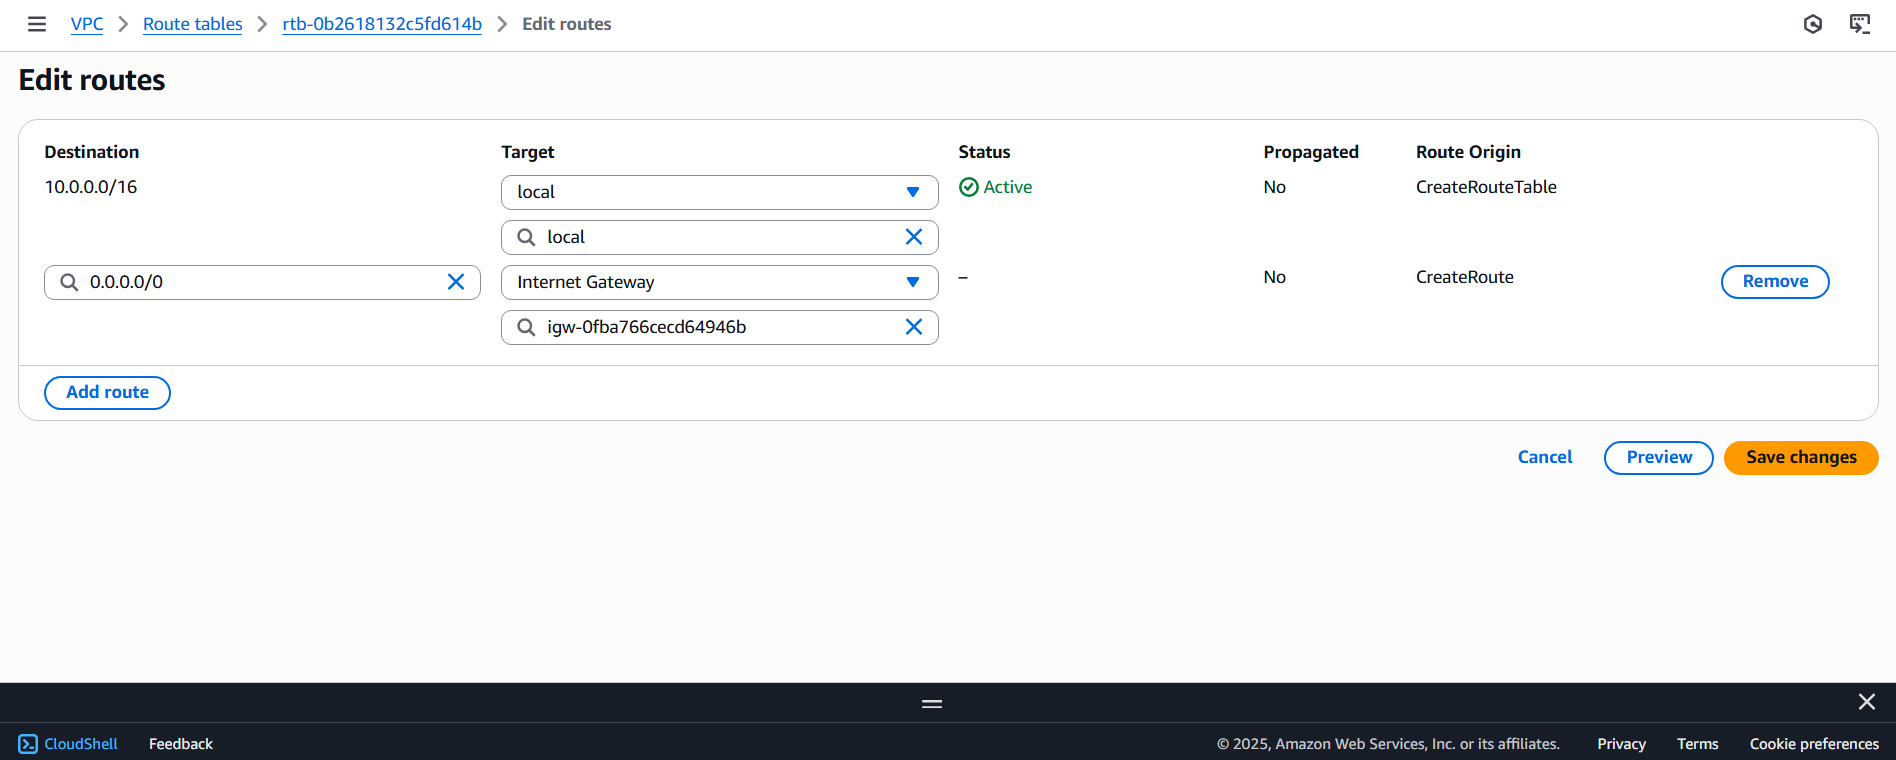 VPC > Route tables > rtb-0b2618132c5fd614b > Edit routes
Edit routes
Destination Target Status Propagated Route Origin
10.0.0.0/16 local Active No CreateRouteTable
local
0.0.0.0/0 Internet Gateway – No CreateRoute Remove
igw-0fba766cecd64946b
Add route
Cancel Preview Save changes
CloudShell Feedback © 2025, Amazon Web Services, Inc. or its affiliates. Privacy Terms Cookie preferences